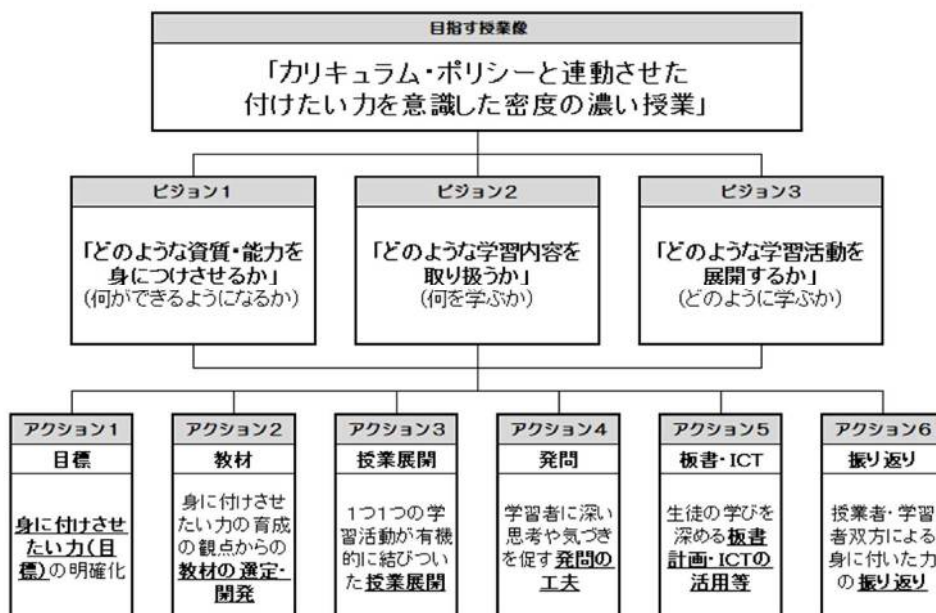 目指す授業像
「カリキュラム・ポリシーと連動させた
付けたい力を意識した密度の濃い授業」
ビジョン1
「どのような資質・能力を
身につけさせるか」
(何ができるようになるか)
ビジョン2
「どのような学習内容を
取り扱うか」
(何を学ぶか)
ビジョン3
「どのような学習活動を
展開するか」
(どのように学ぶか)
アクション1
目標
身に付けさせ
たい力(目
標)の明確化
アクション2
教材
身に付けさせ
たい力の育成
の観点からの
教材の選定・
開発
アクション3
授業展開
1つ1つの学
習活動が有機
的に結びつい
た授業展開
アクション4
発問
学習者に深い
思考や気づき
を促す発問の
工夫
アクション5
板書・ICT
生徒の学びを
深める板書
計画・ICTの
活用等
アクション6
振り返り
授業者・学習
者双方による
身に付いた力
の振り返り